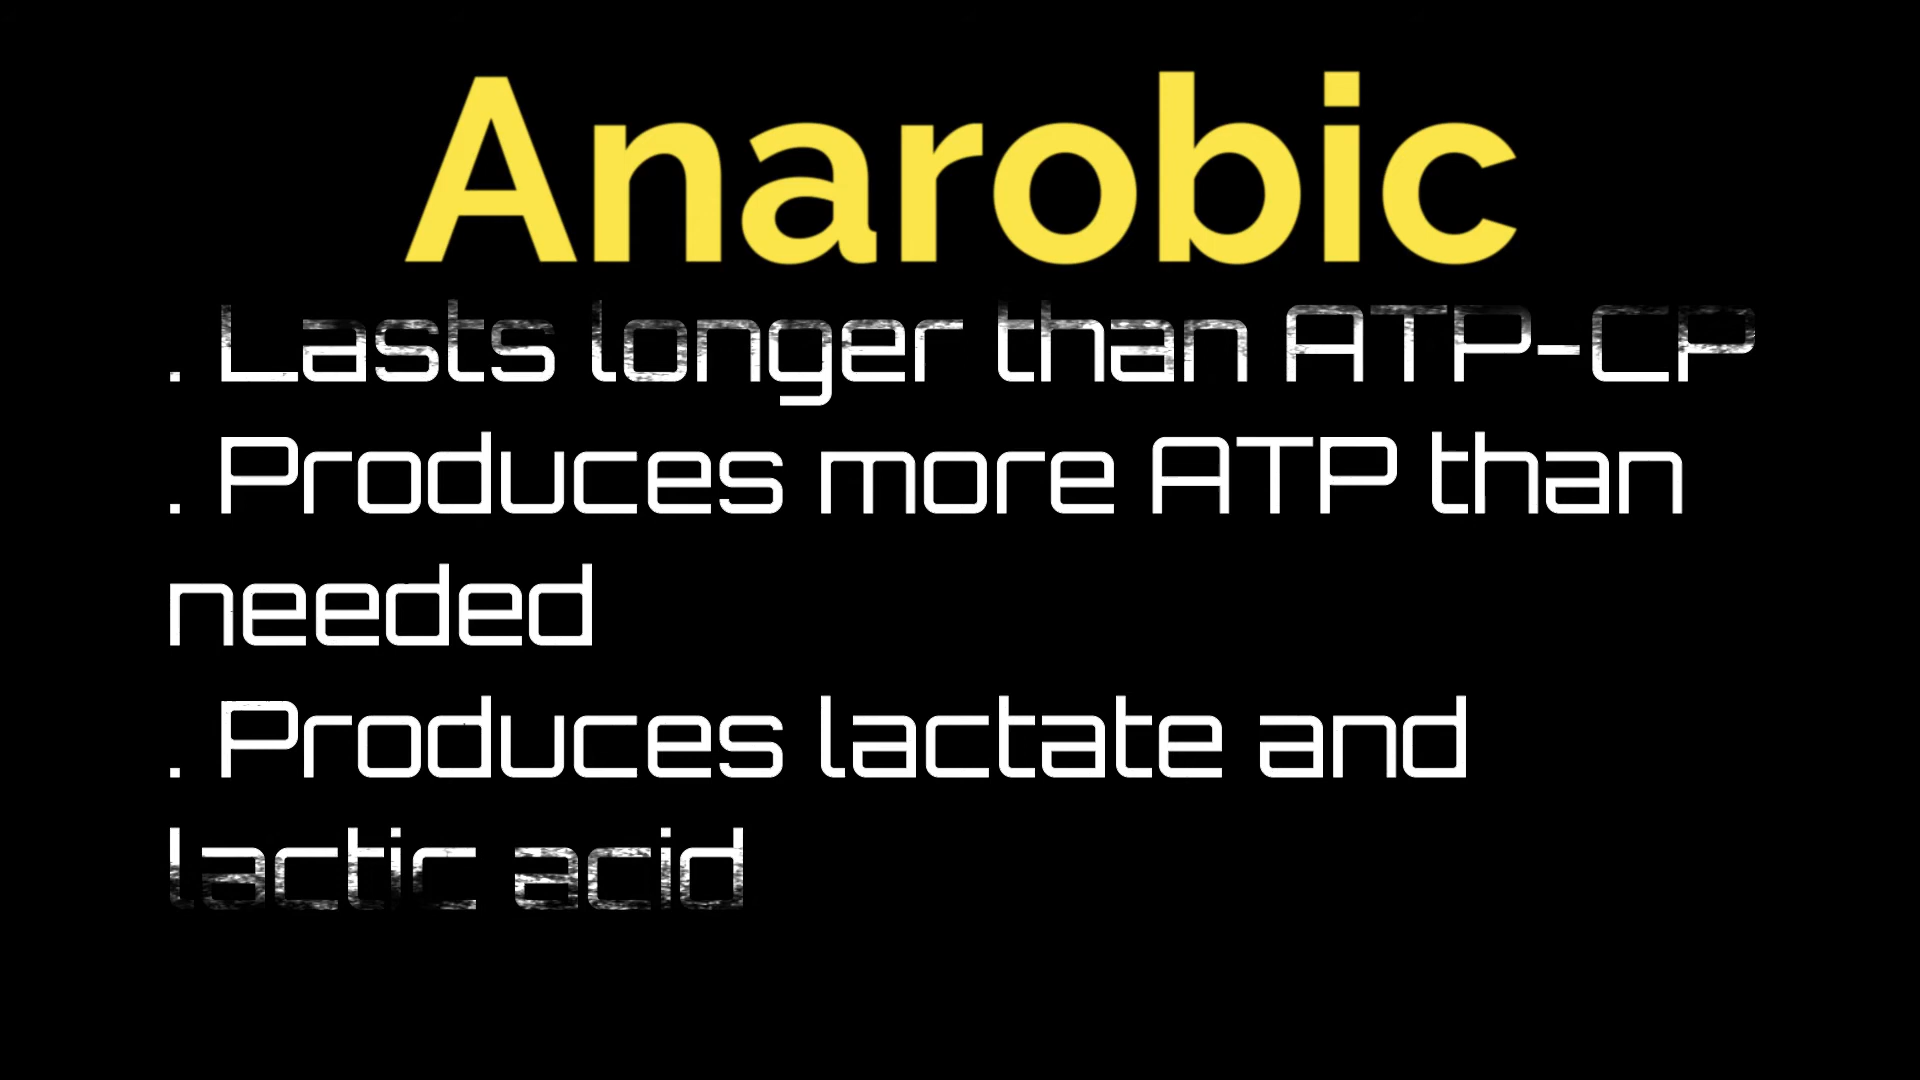 Anarobic
. Lasts longer than ATP-CP
. Produces more ATP than
needed
. Produces lactate and
lactic acid